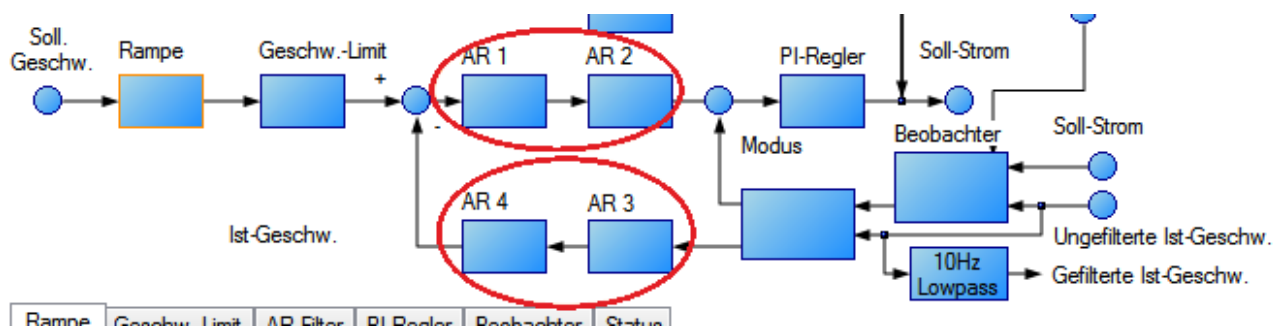 Soll.
Geschw.
Rampe
Geschw.-Limit
AR 1
AR 2
PI-Regler
Soll-Strom
+
-
Modus
Beobachter
Soll-Strom
AR 4
AR 3
Ist-Geschw.
Ungefilterte Ist-Geschw.
10Hz
Lowpass
Gefilterte Ist-Geschw.
Rampe Geschw.-Limit AR Filter PI-Regler Beobachter Status